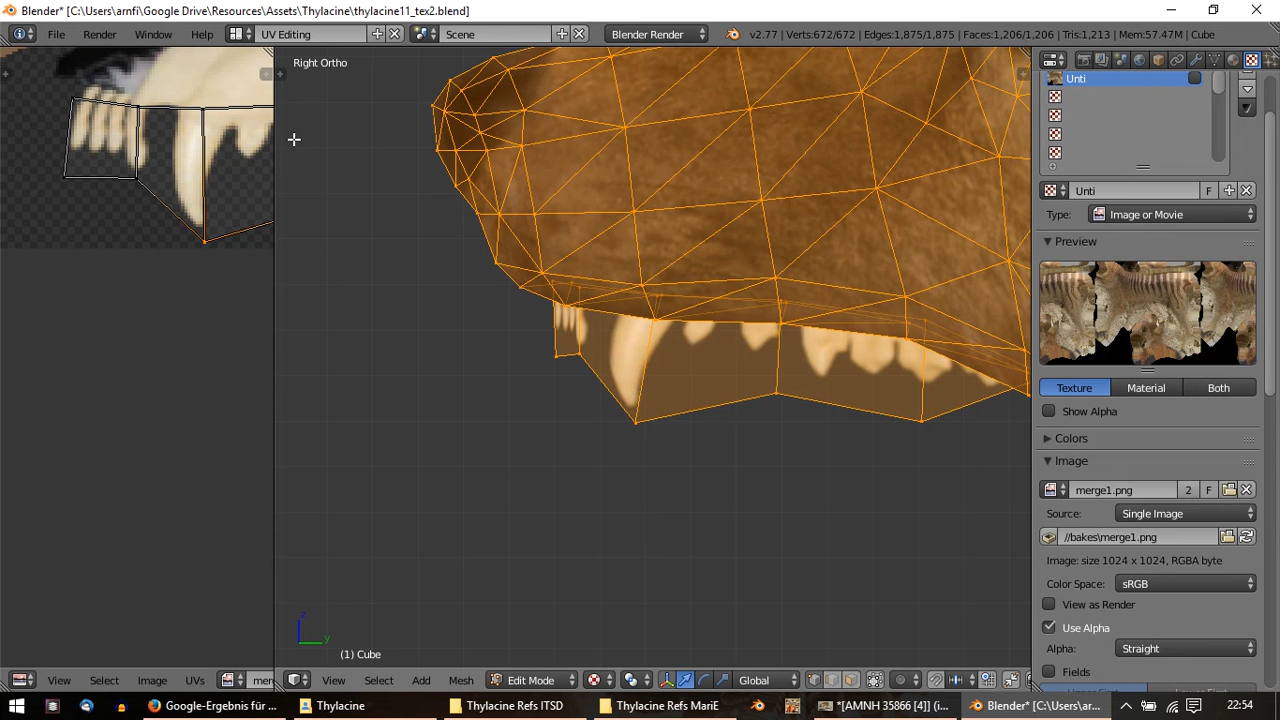 Blender* [C:\Users\arnfi\Google Drive\Resources\Assets\Thylacine\thylacine11_tex2.blend]
File Render Window Help UV Editing Scene Blender Render v2.77 | Verts:672/672 | Edges:1,875/1,875 | Faces:1,206/1,206 | Tris:1,213 | Mem:57.47M | Cube
Right Ortho
Unti
Unti F
Type: Image or Movie
Preview
Texture Material Both
Show Alpha
Colors
Image
merge1.png 2 F
Source: Single Image
//bakes\merge1.png
Image: size 1024 x 1024, RGBA byte
Color Space: sRGB
View as Render
Use Alpha
Alpha: Straight
Fields
z
y
(1) Cube
View Select Image UVs mer
View Select Add Mesh Edit Mode Global
Google-Ergebnis für ... Thylacine Thylacine Refs ITSD Thylacine Refs MariE *[AMNH 35866 [4]] (i... Blender* [C:\Users\ar... 22:54